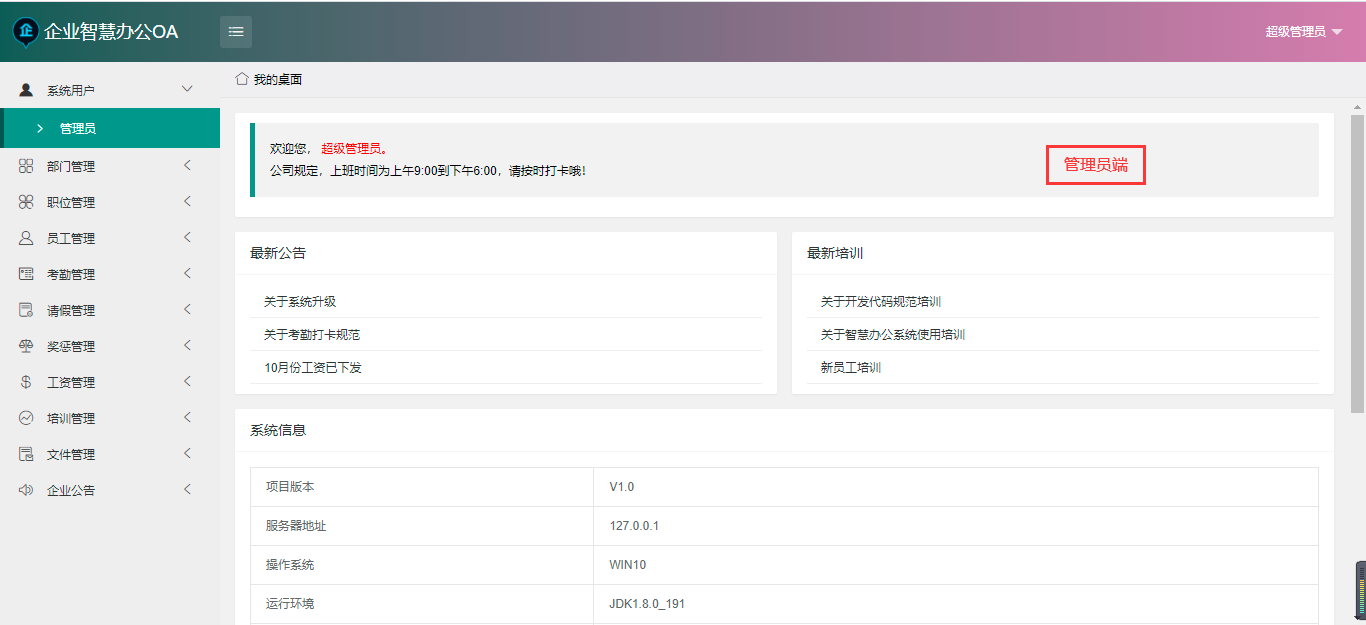 企业智慧办公OA
超级管理员
系统用户
管理员
部门管理
职位管理
员工管理
考勤管理
请假管理
奖惩管理
工资管理
培训管理
文件管理
企业公告
我的桌面
欢迎您， 超级管理员。
公司规定，上班时间为上午9:00到下午6:00，请按时打卡哦！
管理员端
最新公告
关于系统升级
关于考勤打卡规范
10月份工资已下发
最新培训
关于开发代码规范培训
关于智慧办公系统使用培训
新员工培训
系统信息
项目版本 V1.0
服务器地址 127.0.0.1
操作系统 WIN10
运行环境 JDK1.8.0_191